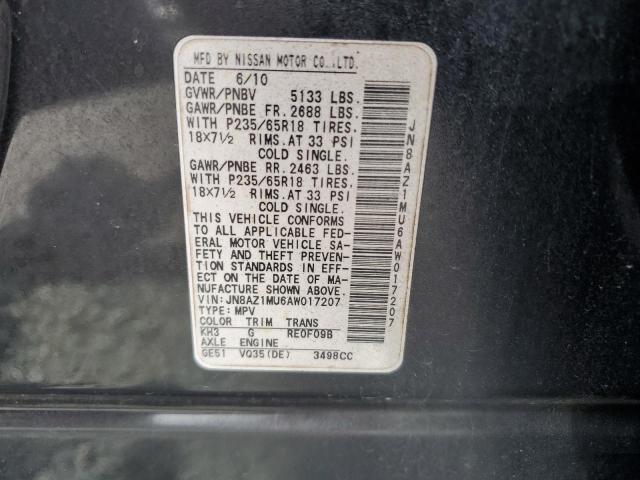 MFD BY NISSAN MOTOR CO.,LTD.
DATE 6/10
GVWR/PNBV 5133 LBS.
GAWR/PNBE FR. 2688 LBS.
WITH P235/65R18 TIRES.
18X7½ RIMS. AT 33 PSI
COLD SINGLE.
GAWR/PNBE RR. 2463 LBS.
WITH P235/65R18 TIRES.
18X7½ RIMS. AT 33 PSI
COLD SINGLE.
THIS VEHICLE CONFORMS
TO ALL APPLICABLE FED-
ERAL MOTOR VEHICLE SA-
FETY AND THEFT PREVEN-
TION STANDARDS IN EFF-
ECT ON THE DATE OF MA-
NUFACTURE SHOWN ABOVE.
VIN: JN8AZ1MU6AW017207
TYPE: MPV
COLOR TRIM TRANS
KH3 G RE0F09B
AXLE ENGINE
GE51 VQ35(DE) 3498CC
JN8AZ1MU6AW017207